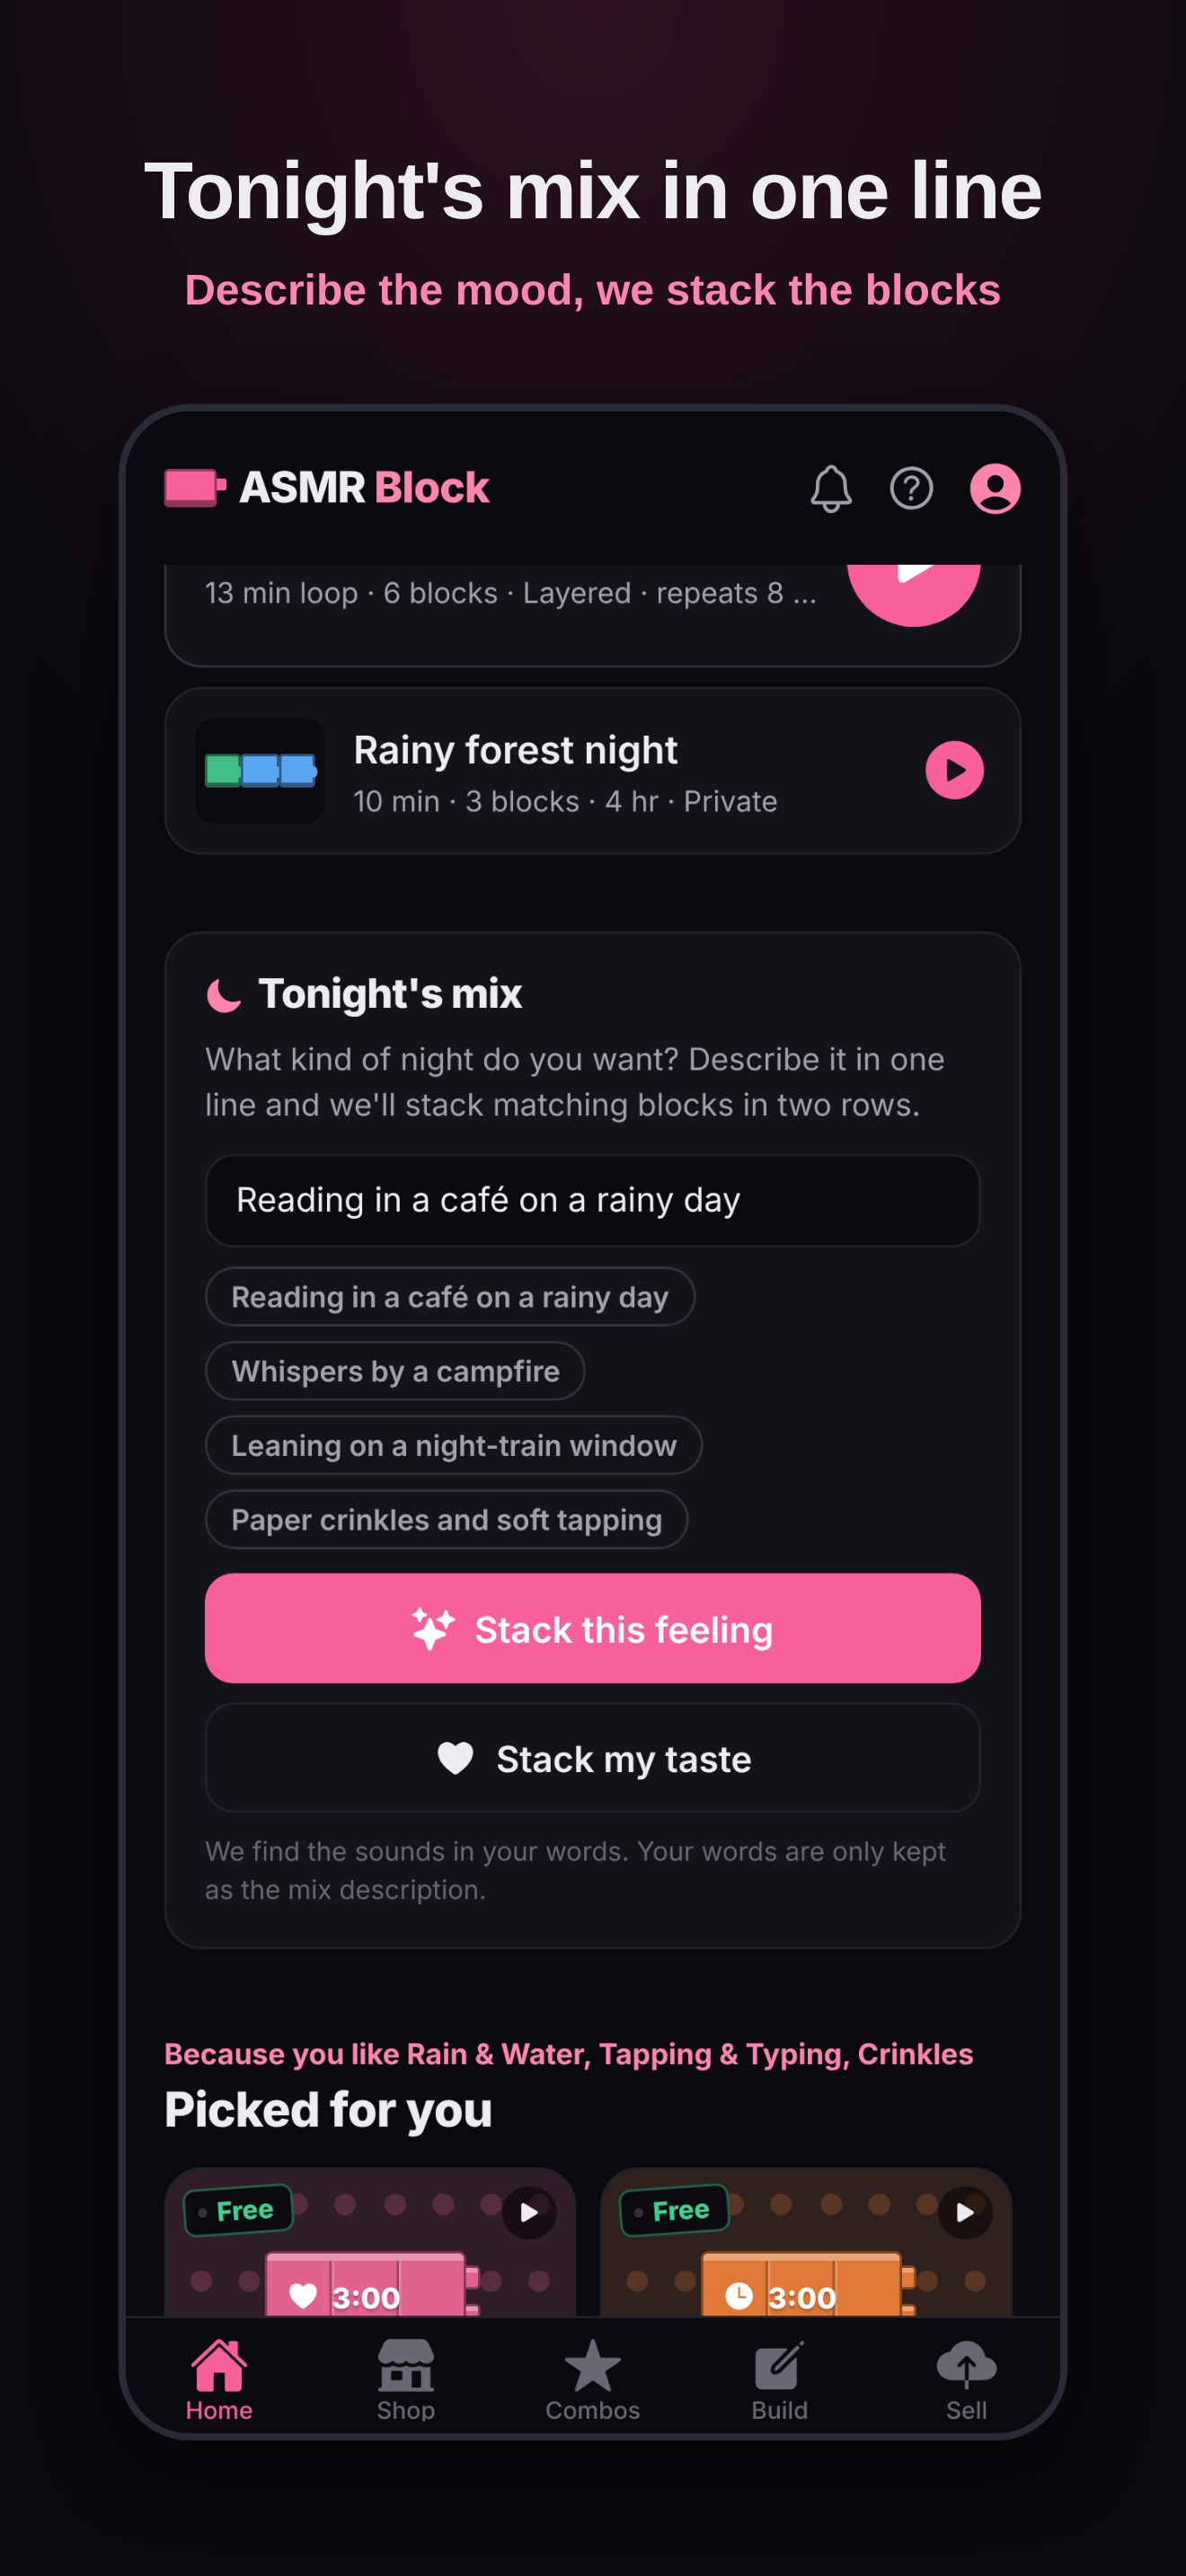 Tonight's mix in one line
Describe the mood, we stack the blocks
ASMR Block
13 min loop · 6 blocks · Layered · repeats 8 ...
Rainy forest night
10 min · 3 blocks · 4 hr · Private
Tonight's mix
What kind of night do you want? Describe it in one
line and we'll stack matching blocks in two rows.
Reading in a café on a rainy day
Reading in a café on a rainy day
Whispers by a campfire
Leaning on a night-train window
Paper crinkles and soft tapping
Stack this feeling
Stack my taste
We find the sounds in your words. Your words are only kept
as the mix description.
Because you like Rain & Water, Tapping & Typing, Crinkles
Picked for you
Free
Free
3:00
3:00
Home
Shop
Combos
Build
Sell